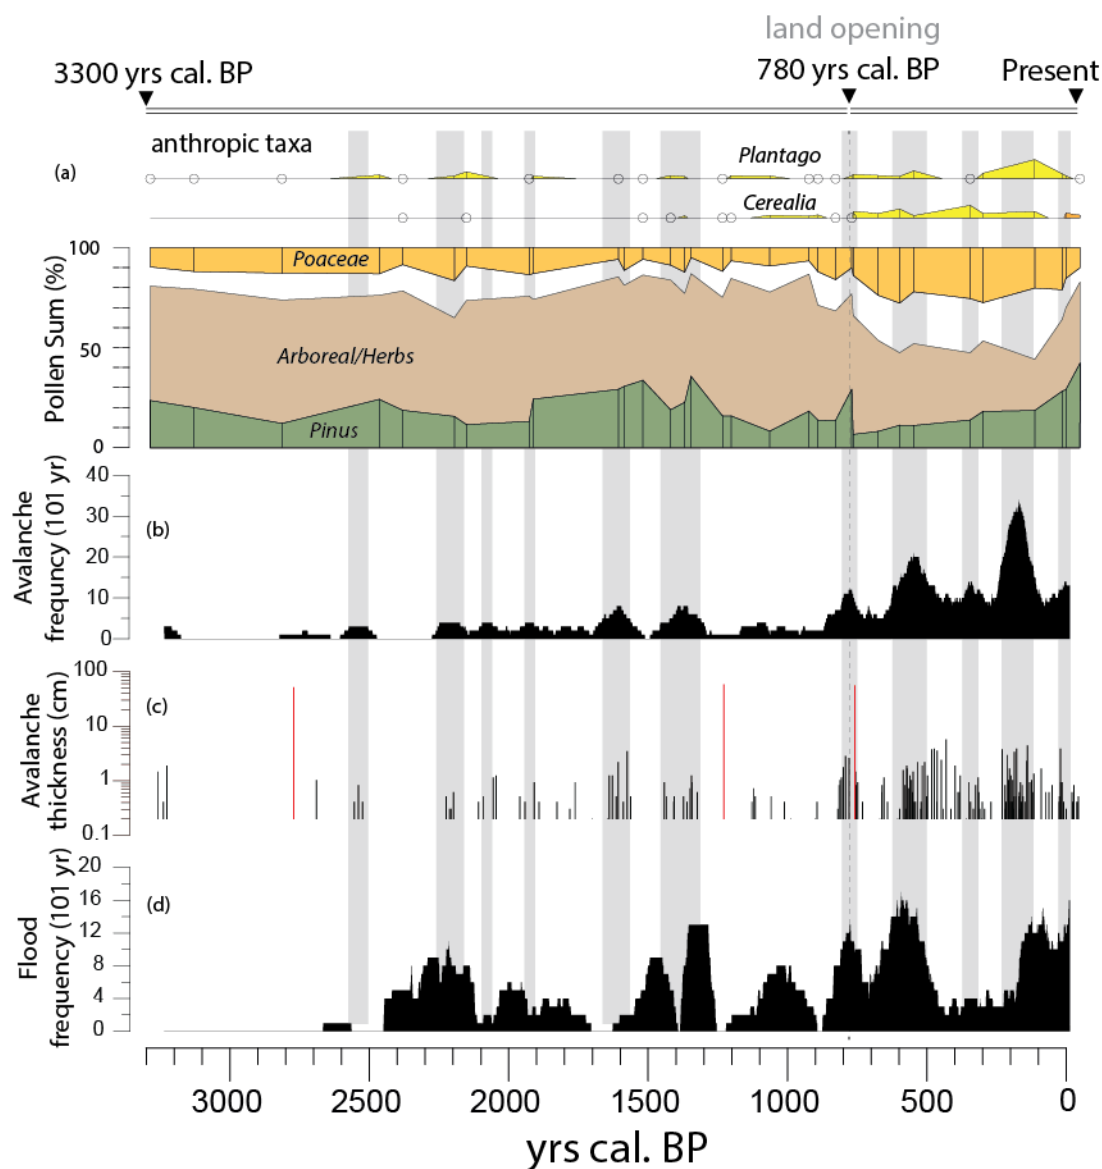 land opening
3300 yrs cal. BP
780 yrs cal. BP
Present
anthropic taxa
(a)
Plantago
Cerealia
100
50
0
Pollen Sum (%)
Poaceae
Arboreal/Herbs
Pinus
40
30
20
10
0
Avalanche
frequncy (101 yr)
(b)
100
10
1
0.1
Avalanche
thickness (cm)
(c)
20
16
12
8
4
0
Flood
frequency (101 yr)
(d)
3000 2500 2000 1500 1000 500 0
yrs cal. BP